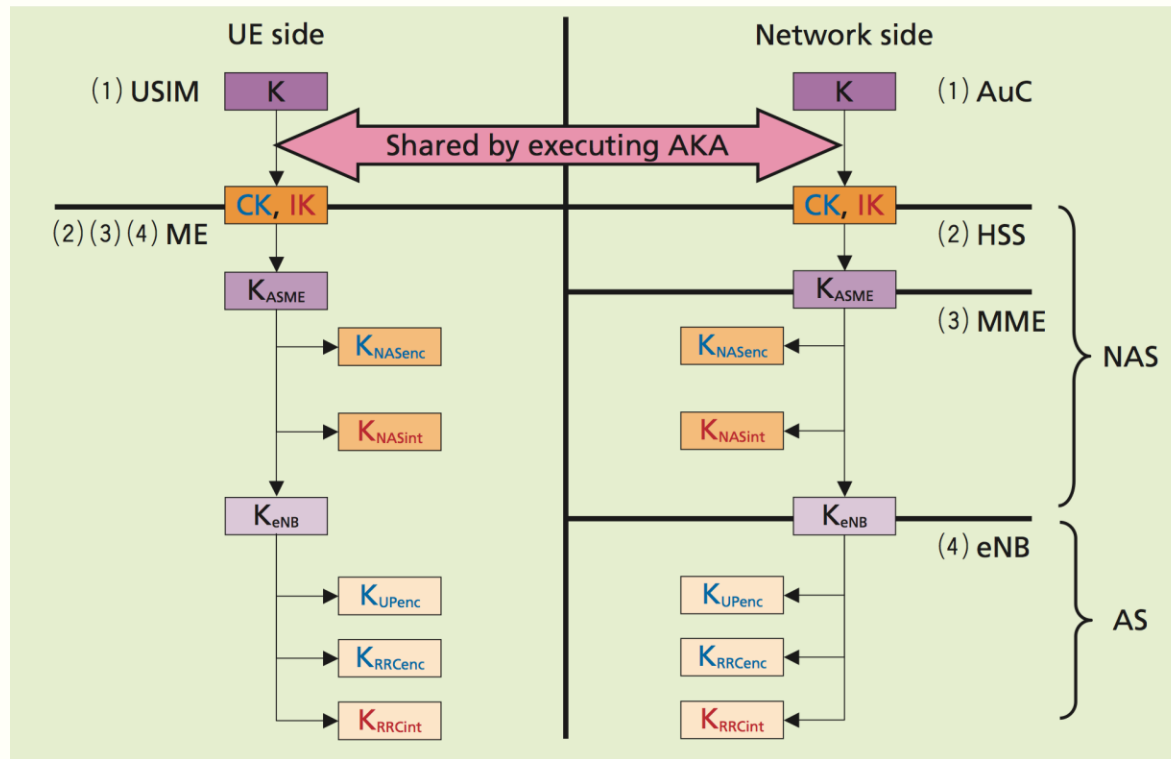 UE side
Network side
(1) USIM
K
K
(1) AuC
Shared by executing AKA
CK, IK
CK, IK
(2)(3)(4) ME
(2) HSS
KASME
KASME
(3) MME
KNASenc
KNASenc
NAS
KNASint
KNASint
KeNB
KeNB
(4) eNB
KUPenc
KUPenc
AS
KRRCenc
KRRCenc
KRRCint
KRRCint